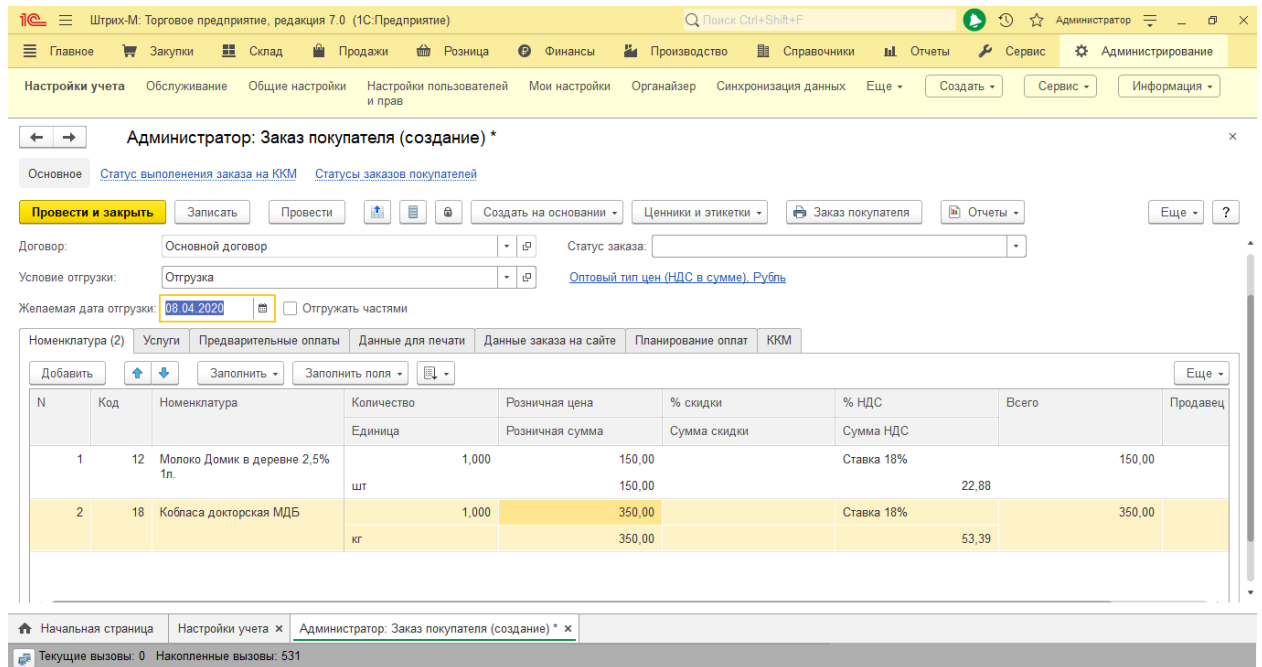 1С Штрих-М: Торговое предприятие, редакция 7.0 (1С:Предприятие) Поиск Ctrl+Shift+F Администратор
Главное Закупки Склад Продажи Розница Финансы Производство Справочники Отчеты Сервис Администрирование
Настройки учета Обслуживание Общие настройки Настройки пользователей и прав Мои настройки Органайзер Синхронизация данных Еще Создать Сервис Информация
Администратор: Заказ покупателя (создание) *
Основное Статус выполенения заказа на ККМ Статусы заказов покупателей
Провести и закрыть Записать Провести Создать на основании Ценники и этикетки Заказ покупателя Отчеты Еще ?
Договор: Основной договор Статус заказа:
Условие отгрузки: Отгрузка Оптовый тип цен (НДС в сумме), Рубль
Желаемая дата отгрузки: 08.04.2020 Отгружать частями
Номенклатура (2) Услуги Предварительные оплаты Данные для печати Данные заказа на сайте Планирование оплат ККМ
Добавить Заполнить Заполнить поля Еще
N Код Номенклатура Количество Розничная цена % скидки % НДС Всего Продавец
Единица Розничная сумма Сумма скидки Сумма НДС
1 12 Молоко Домик в деревне 2,5% 1,000 150,00 Ставка 18% 150,00
1л. шт 150,00 22,88
2 18 Кобласа докторская МДБ 1,000 350,00 Ставка 18% 350,00
кг 350,00 53,39
Начальная страница Настройки учета × Администратор: Заказ покупателя (создание) * ×
Текущие вызовы: 0 Накопленные вызовы: 531